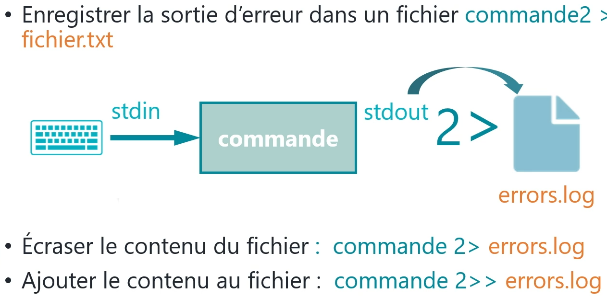 • Enregistrer la sortie d’erreur dans un fichier commande2 >
fichier.txt
stdin
commande
stdout
2>
errors.log
• Écraser le contenu du fichier : commande 2> errors.log
• Ajouter le contenu au fichier : commande 2>> errors.log